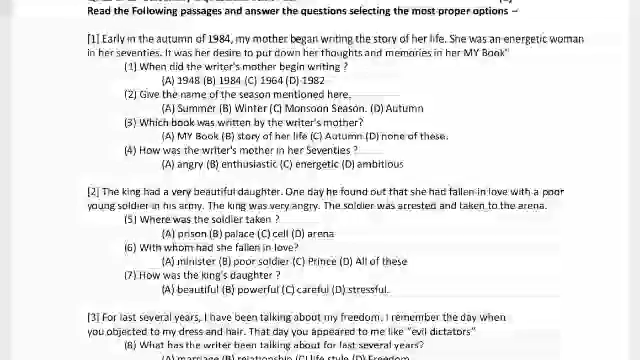 Read the Following passages and answer the questions selecting the most proper options –
[1] Early in the autumn of 1984, my mother began writing the story of her life. She was an energetic woman
in her seventies. It was her desire to put down her thoughts and memories in her MY Book"
(1) When did the writer's mother begin writing ?
(A) 1948 (B) 1984 (C) 1964 (D) 1982
(2) Give the name of the season mentioned here.
(A) Summer (B) Winter (C) Monsoon Season. (D) Autumn
(3) Which book was written by the writer's mother?
(A) MY Book (B) story of her life (C) Autumn (D) none of these.
(4) How was the writer's mother in her Seventies ?
(A) angry (B) enthusiastic (C) energetic (D) ambitious
[2] The king had a very beautiful daughter. One day he found out that she had fallen in love with a poor
young soldier in his army. The king was very angry. The soldier was arrested and taken to the arena.
(5) Where was the soldier taken ?
(A) prison (B) palace (C) cell (D) arena
(6) With whom had she fallen in love?
(A) minister (B) poor soldier (C) Prince (D) All of these
(7) How was the king's daughter ?
(A) beautiful (B) powerful (C) careful (D) stressful.
[3] For last several years, I have been talking about my freedom. I remember the day when
you objected to my dress and hair. That day you appeared to me like "evil dictators"
(8) What has the writer been talking about for last several years?
(A) marriage (B) relationship (C) life style (D) Freedom